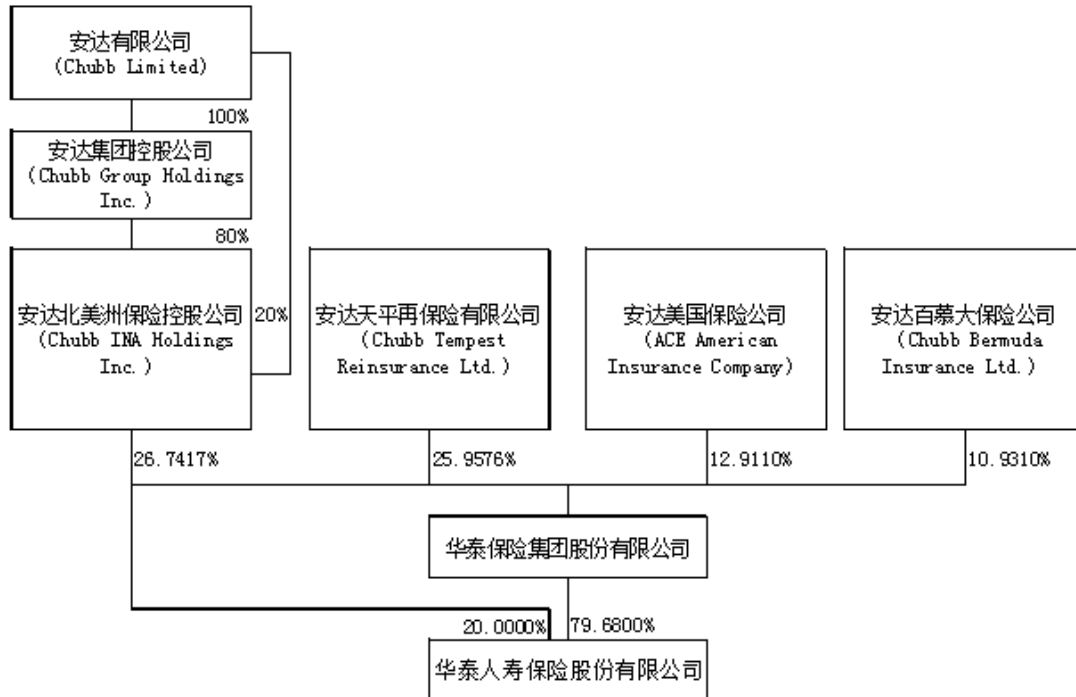 安达有限公司
(Chubb Limited)
100%
安达集团控股公司
(Chubb Group Holdings
Inc.)
80%
安达北美洲保险控股公司
(Chubb INA Holdings
Inc.)
20%
安达天平再保险有限公司
(Chubb Tempest
Reinsurance Ltd.)
安达美国保险公司
(ACE American
Insurance Company)
安达百慕大保险公司
(Chubb Bermuda
Insurance Ltd.)
26.7417%
25.9576%
12.9110%
10.9310%
华泰保险集团股份有限公司
20.0000%
79.6800%
华泰人寿保险股份有限公司